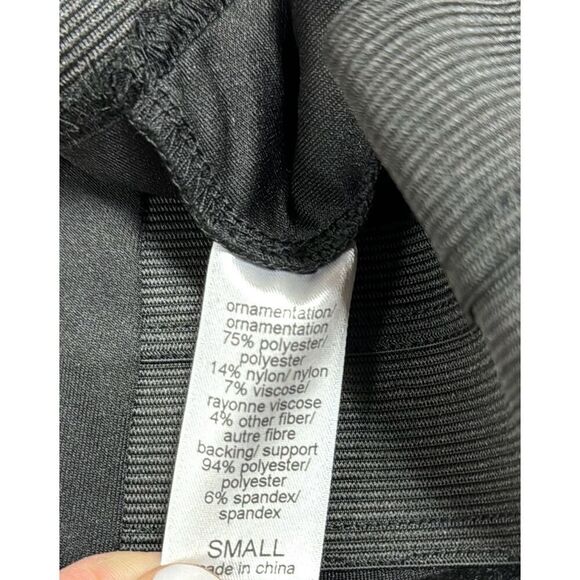 ornamentation/
ornamentation
75% polyester/
polyester
14% nylon/ nylon
7% viscose/
rayonne viscose
4% other fiber/
autre fibre
backing/ support
94% polyester/
polyester
6% spandex/
spandex
SMALL
made in china